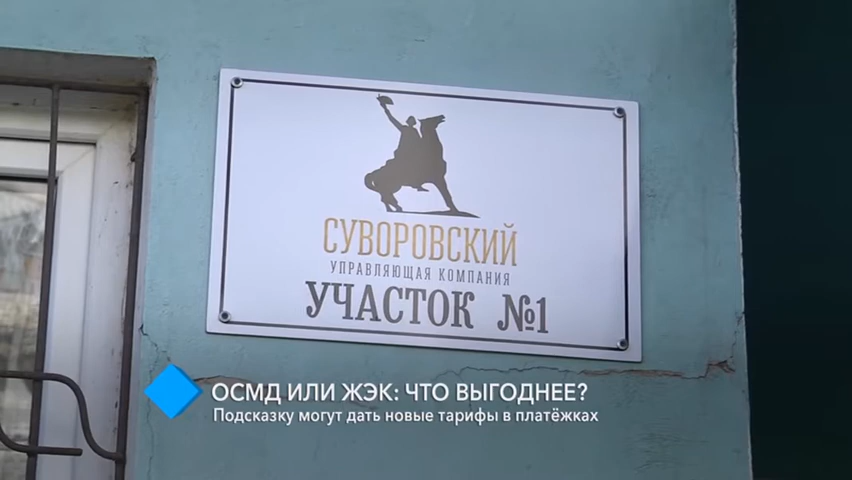 СУВОРОВСКИЙ
УПРАВЛЯЮЩАЯ КОМПАНИЯ
УЧАСТОК №1
ОСМД ИЛИ ЖЭК: ЧТО ВЫГОДНЕЕ?
Подсказку могут дать новые тарифы в платёжках